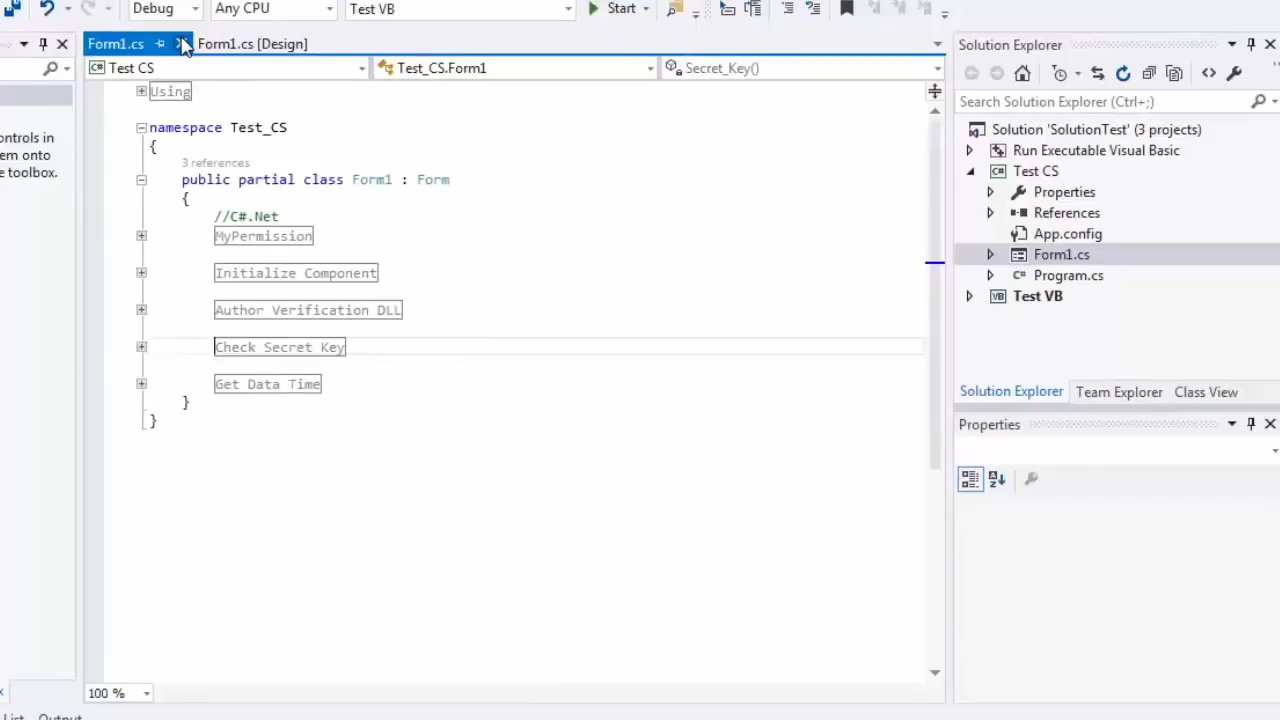 Debug Any CPU Test VB Start
Form1.cs Form1.cs [Design]
Test CS Test_CS.Form1 Secret_Key()
Using
ontrols in
em onto
e toolbox.
namespace Test_CS
{
3 references
public partial class Form1 : Form
{
//C#.Net
MyPermission
Initialize Component
Author Verification DLL
Check Secret Key
Get Data Time
}
}
100 %
Solution Explorer
Search Solution Explorer (Ctrl+;)
Solution 'SolutionTest' (3 projects)
Run Executable Visual Basic
C# Test CS
Properties
References
App.config
Form1.cs
C# Program.cs
VB Test VB
Solution Explorer Team Explorer Class View
Properties
List Output